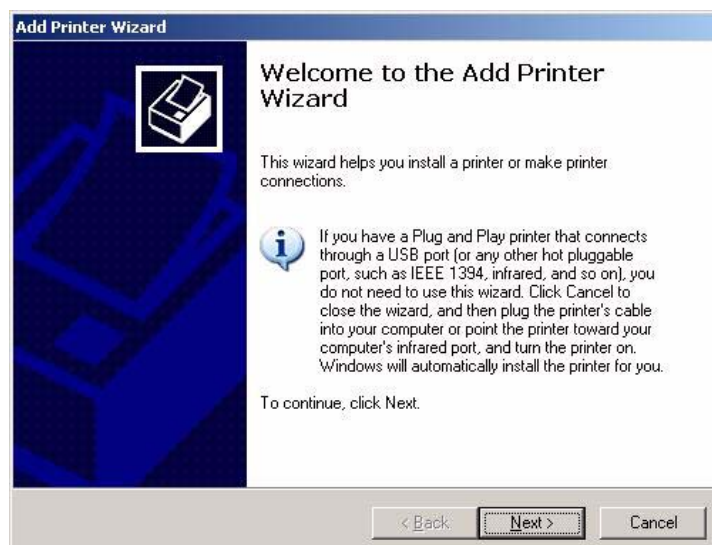 Add Printer Wizard
Welcome to the Add Printer
Wizard
This wizard helps you install a printer or make printer
connections.
If you have a Plug and Play printer that connects
through a USB port (or any other hot pluggable
port, such as IEEE 1394, infrared, and so on), you
do not need to use this wizard. Click Cancel to
close the wizard, and then plug the printer's cable
into your computer or point the printer toward your
computer's infrared port, and turn the printer on.
Windows will automatically install the printer for you.
To continue, click Next.
< Back Next > Cancel